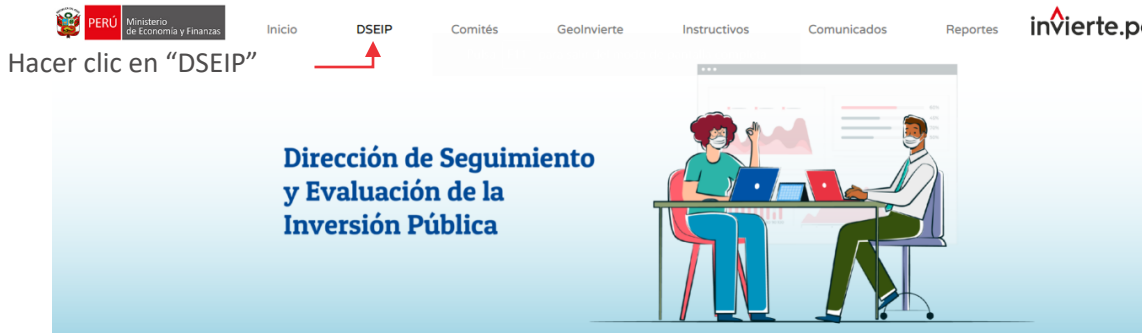 PERÚ
Ministerio
de Economía y Finanzas
Inicio DSEIP Comités GeoInvierte Instructivos Comunicados Reportes
invierte.pe
Hacer clic en “DSEIP”
Dirección de Seguimiento
y Evaluación de la
Inversión Pública